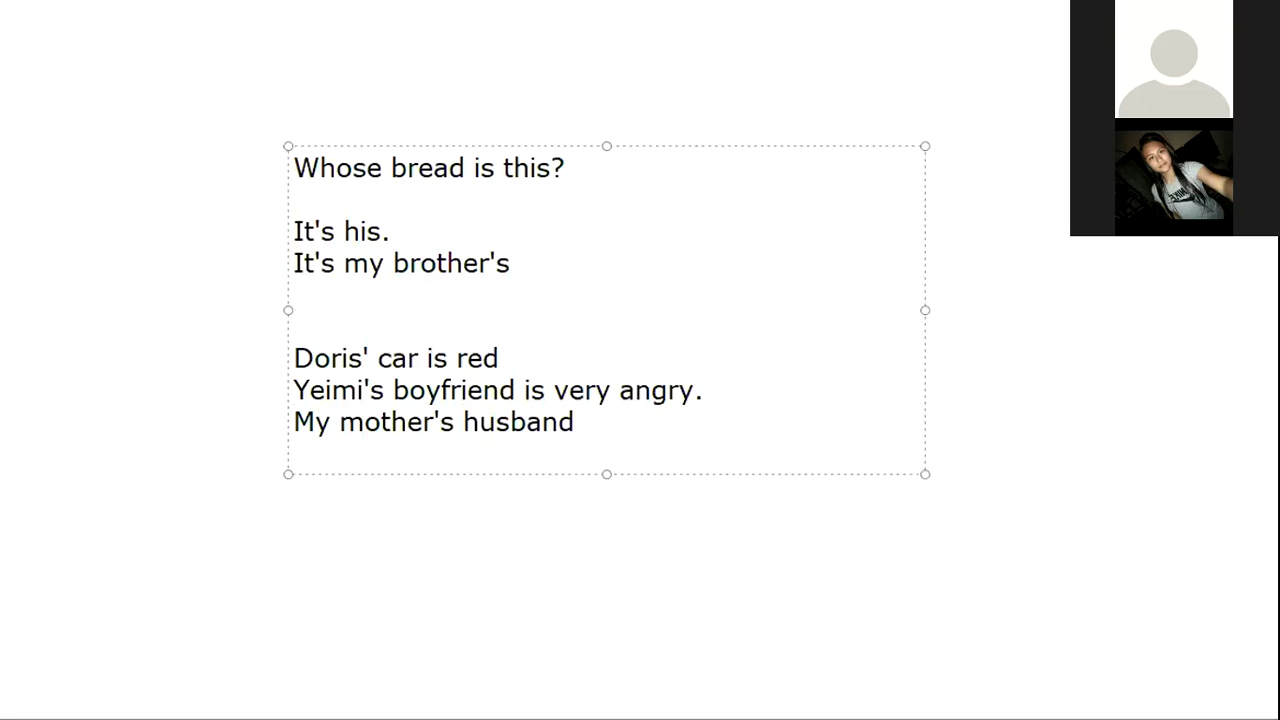 Whose bread is this?
It's his.
It's my brother's
Doris' car is red
Yeimi's boyfriend is very angry.
My mother's husband